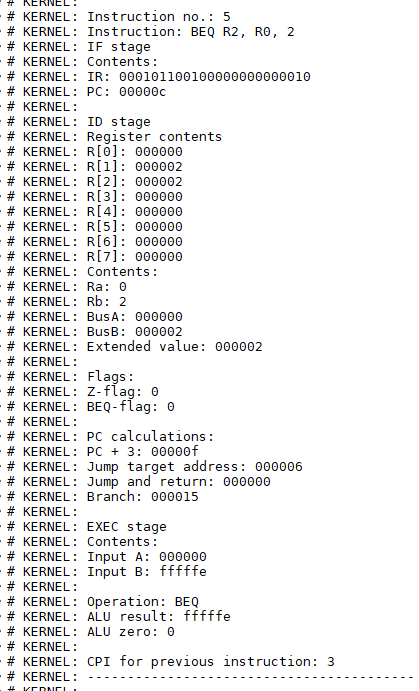 # KERNEL:
# KERNEL: Instruction no.: 5
# KERNEL: Instruction: BEQ R2, R0, 2
# KERNEL: IF stage
# KERNEL: Contents:
# KERNEL: IR: 000101100100000000000010
# KERNEL: PC: 00000c
# KERNEL:
# KERNEL: ID stage
# KERNEL: Register contents
# KERNEL: R[0]: 000000
# KERNEL: R[1]: 000002
# KERNEL: R[2]: 000002
# KERNEL: R[3]: 000000
# KERNEL: R[4]: 000000
# KERNEL: R[5]: 000000
# KERNEL: R[6]: 000000
# KERNEL: R[7]: 000000
# KERNEL: Contents:
# KERNEL: Ra: 0
# KERNEL: Rb: 2
# KERNEL: BusA: 000000
# KERNEL: BusB: 000002
# KERNEL: Extended value: 000002
# KERNEL:
# KERNEL: Flags:
# KERNEL: Z-flag: 0
# KERNEL: BEQ-flag: 0
# KERNEL:
# KERNEL: PC calculations:
# KERNEL: PC + 3: 00000f
# KERNEL: Jump target address: 000006
# KERNEL: Jump and return: 000000
# KERNEL: Branch: 000015
# KERNEL:
# KERNEL: EXEC stage
# KERNEL: Contents:
# KERNEL: Input A: 000000
# KERNEL: Input B: fffffe
# KERNEL:
# KERNEL: Operation: BEQ
# KERNEL: ALU result: fffffe
# KERNEL: ALU zero: 0
# KERNEL:
# KERNEL: CPI for previous instruction: 3
# KERNEL: -----------------------------------------
# KERNEL: